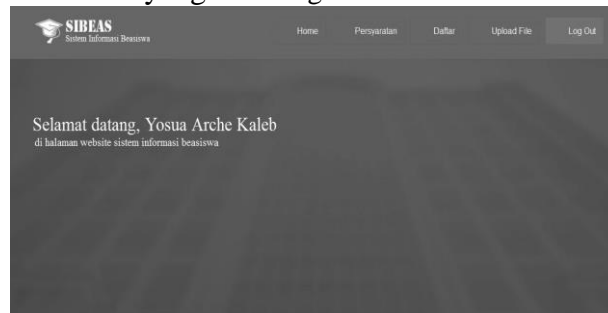 SIBEAS
Sistem Informasi Beasiswa
Home Persyaratan Daftar Upload File Log Out
Selamat datang, Yosua Arche Kaleb
di halaman website sistem informasi beasiswa